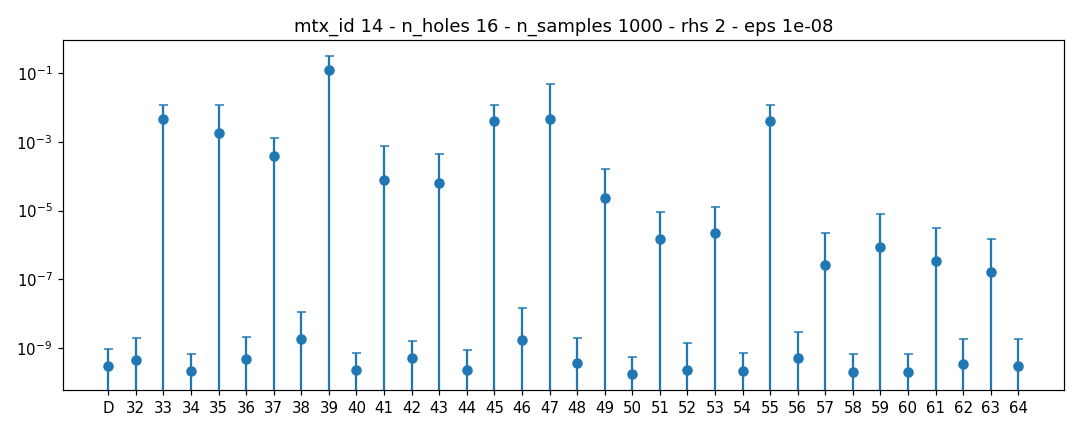 mtx_id 14 - n_holes 16 - n_samples 1000 - rhs 2 - eps 1e-08
10⁻¹
10⁻³
10⁻⁵
10⁻⁷
10⁻⁹
D 32 33 34 35 36 37 38 39 40 41 42 43 44 45 46 47 48 49 50 51 52 53 54 55 56 57 58 59 60 61 62 63 64